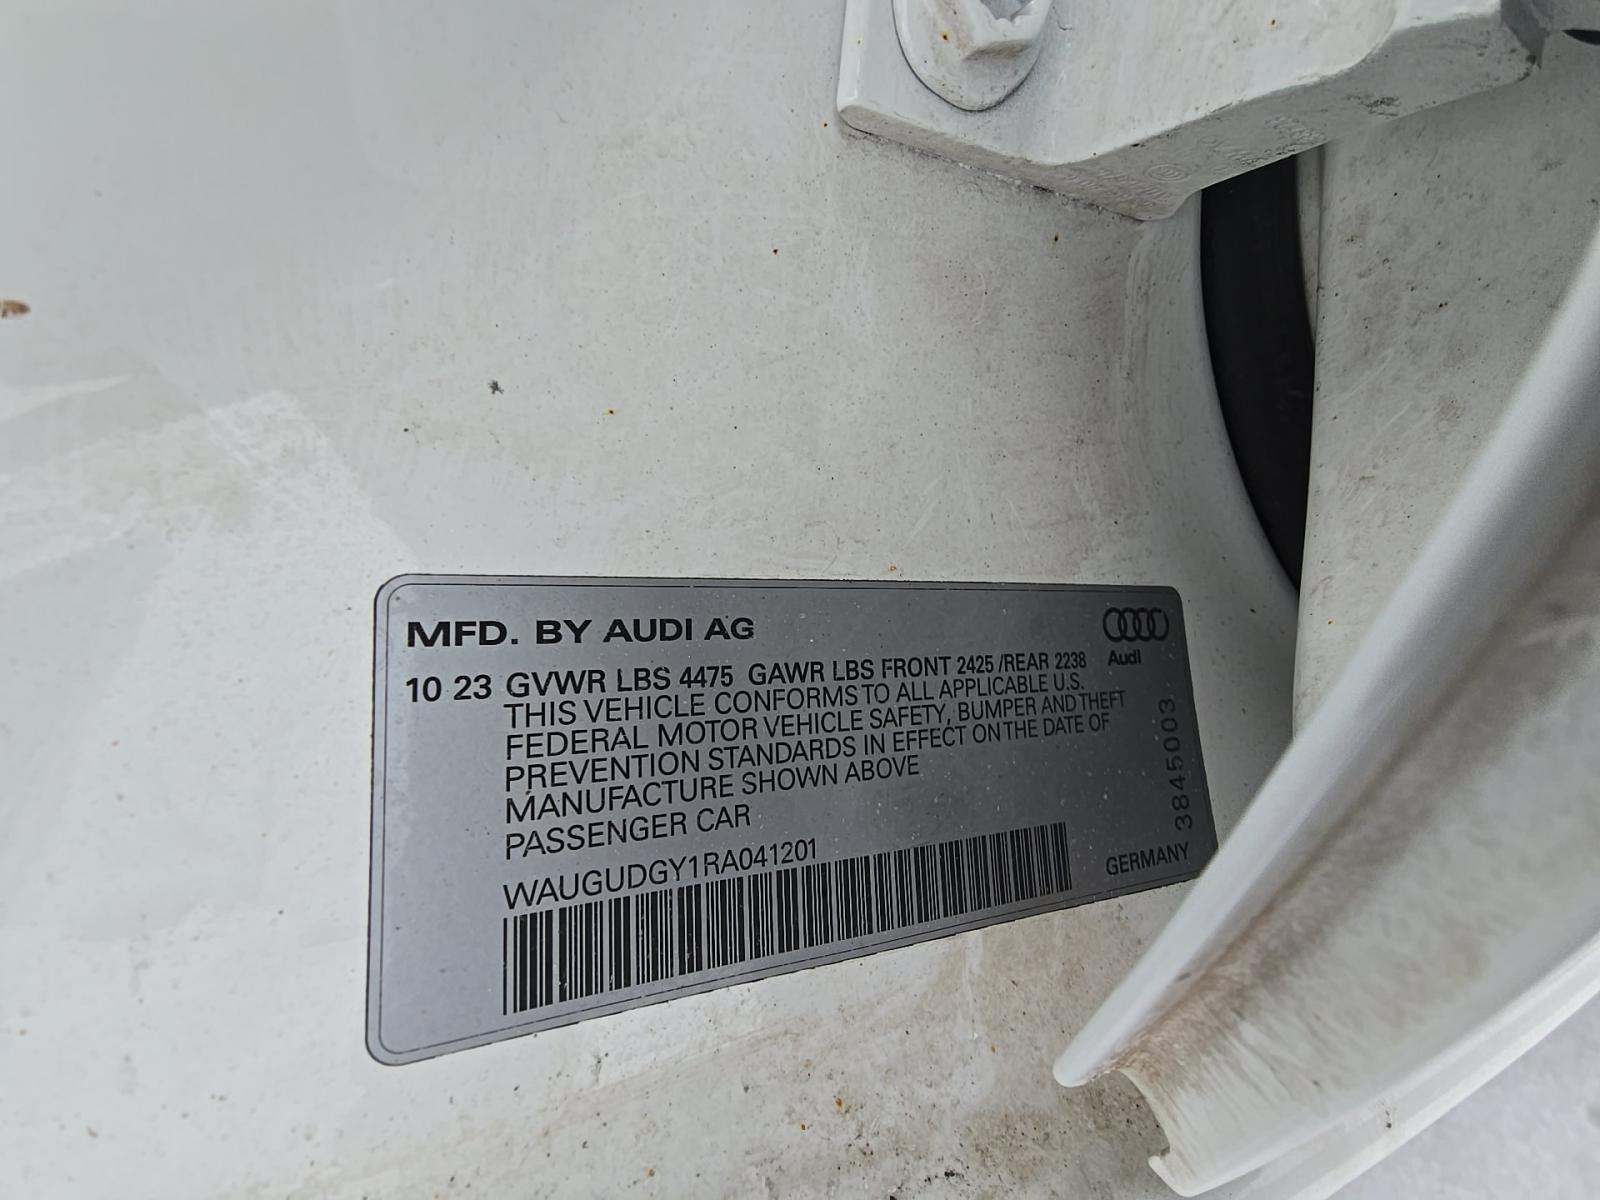 MFD. BY AUDI AG
Audi
10 23 GVWR LBS 4475 GAWR LBS FRONT 2425 /REAR 2238
THIS VEHICLE CONFORMS TO ALL APPLICABLE U.S.
FEDERAL MOTOR VEHICLE SAFETY, BUMPER AND THEFT
PREVENTION STANDARDS IN EFFECT ON THE DATE OF
MANUFACTURE SHOWN ABOVE
PASSENGER CAR
WAUGUDGY1RA041201
GERMANY
3845003